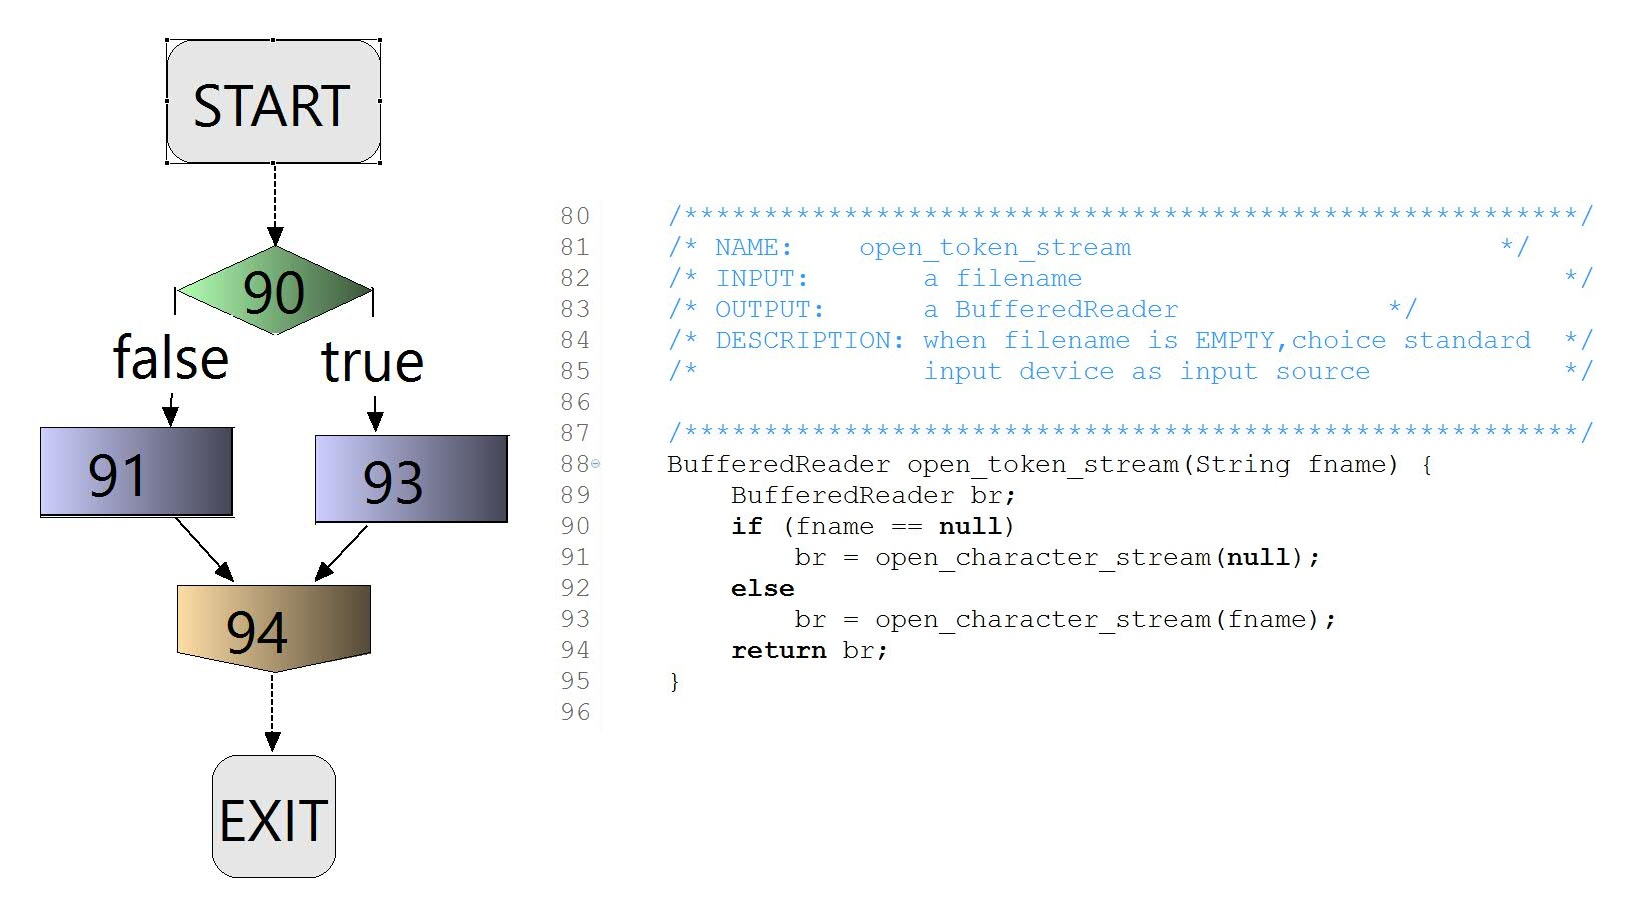 START
90
false
true
91
93
94
EXIT
80 /********************************************************/
81 /* NAME: open_token_stream */
82 /* INPUT: a filename */
83 /* OUTPUT: a BufferedReader */
84 /* DESCRIPTION: when filename is EMPTY,choice standard */
85 /* input device as input source */
86
87 /********************************************************/
88 BufferedReader open_token_stream(String fname) {
89 BufferedReader br;
90 if (fname == null)
91 br = open_character_stream(null);
92 else
93 br = open_character_stream(fname);
94 return br;
95 }
96